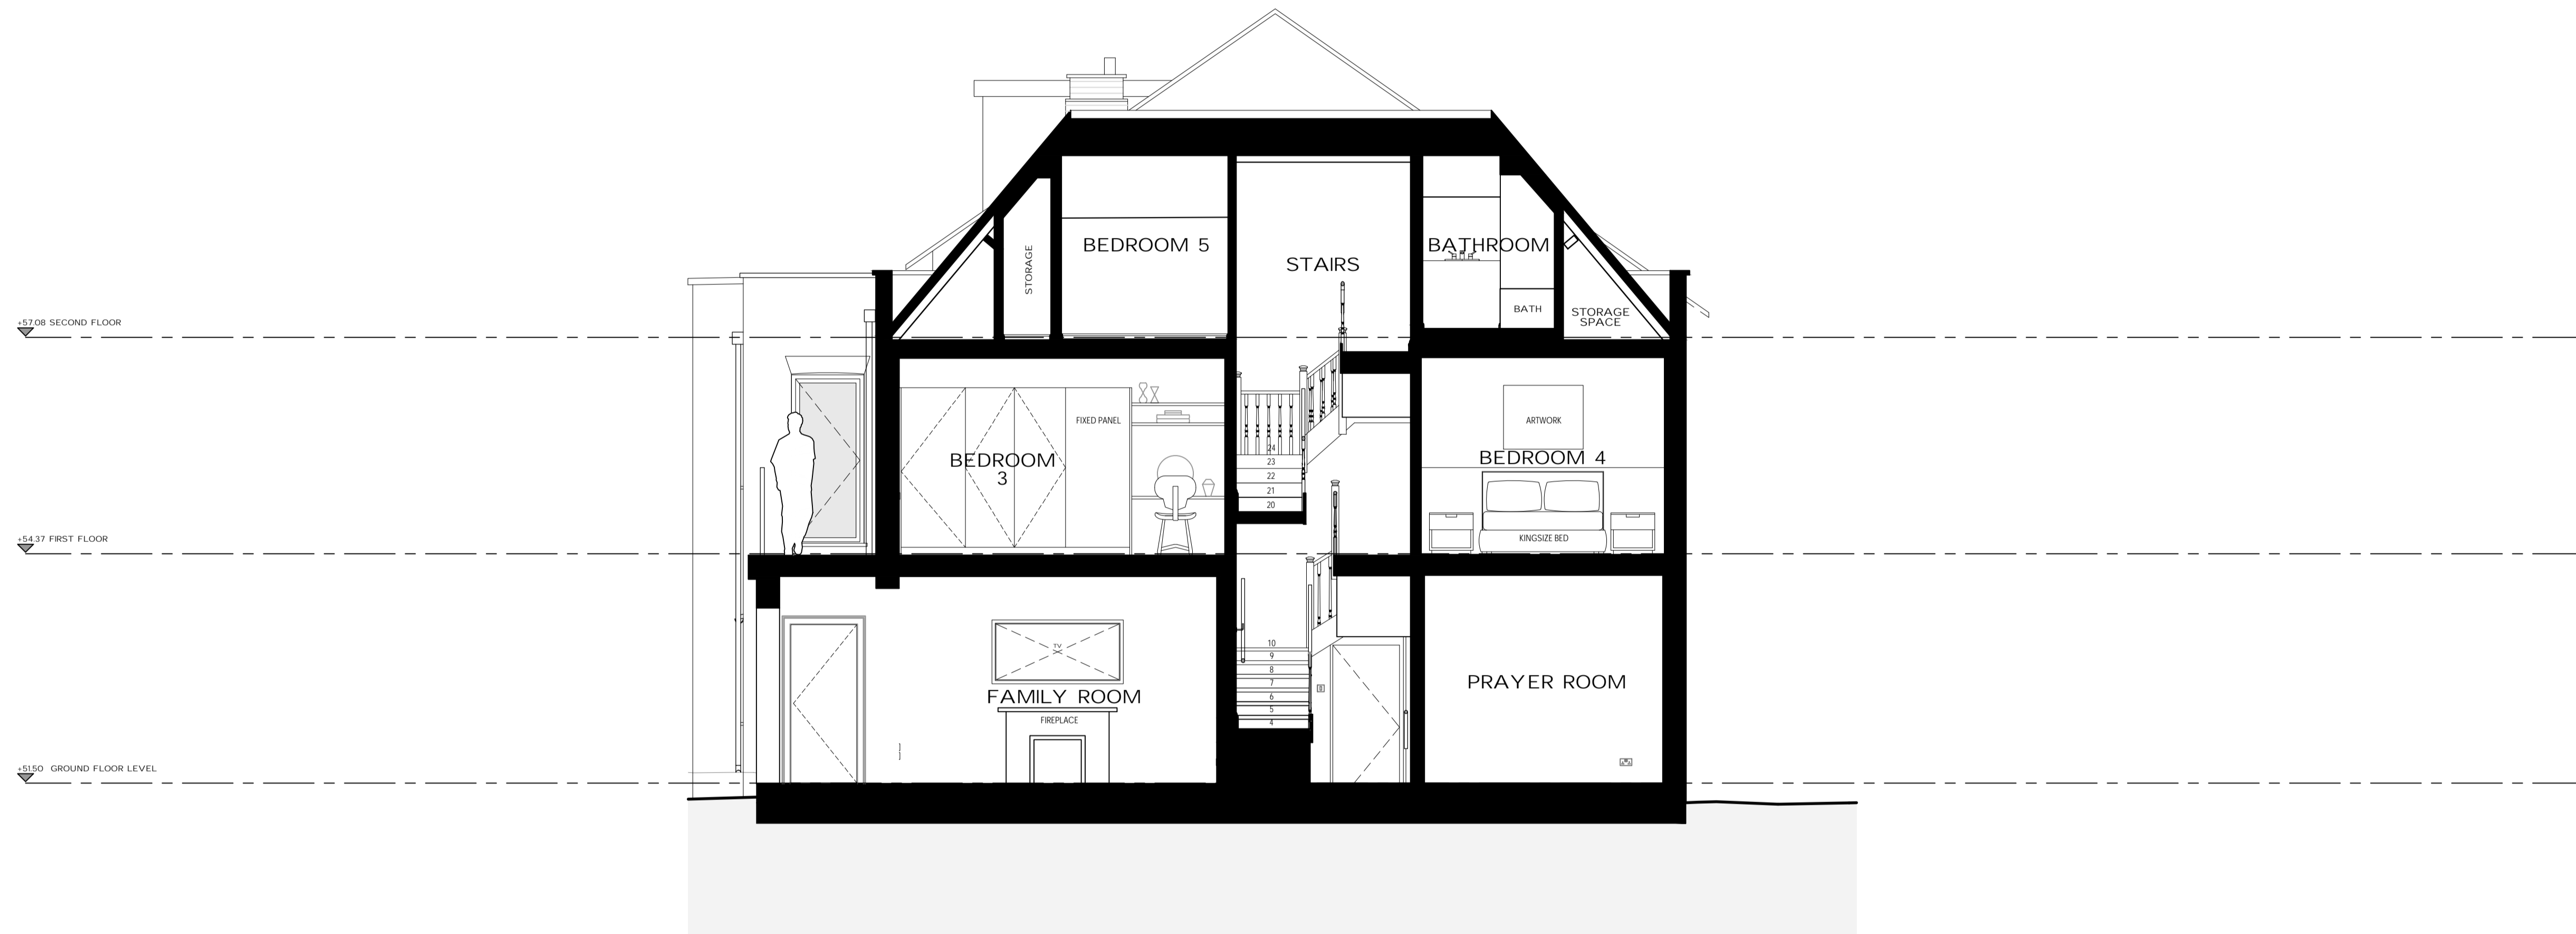 BEDROOM 5
STORAGE
STAIRS
BATHROOM
BATH
STORAGE
SPACE
+57.08 SECOND FLOOR
FIXED PANEL
BEDROOM
3
24
23
22
21
20
ARTWORK
BEDROOM 4
KINGSIZE BED
+54.37 FIRST FLOOR
TV
FAMILY ROOM
FIREPLACE
10
9
8
7
6
5
4
PRAYER ROOM
+51.50 GROUND FLOOR LEVEL